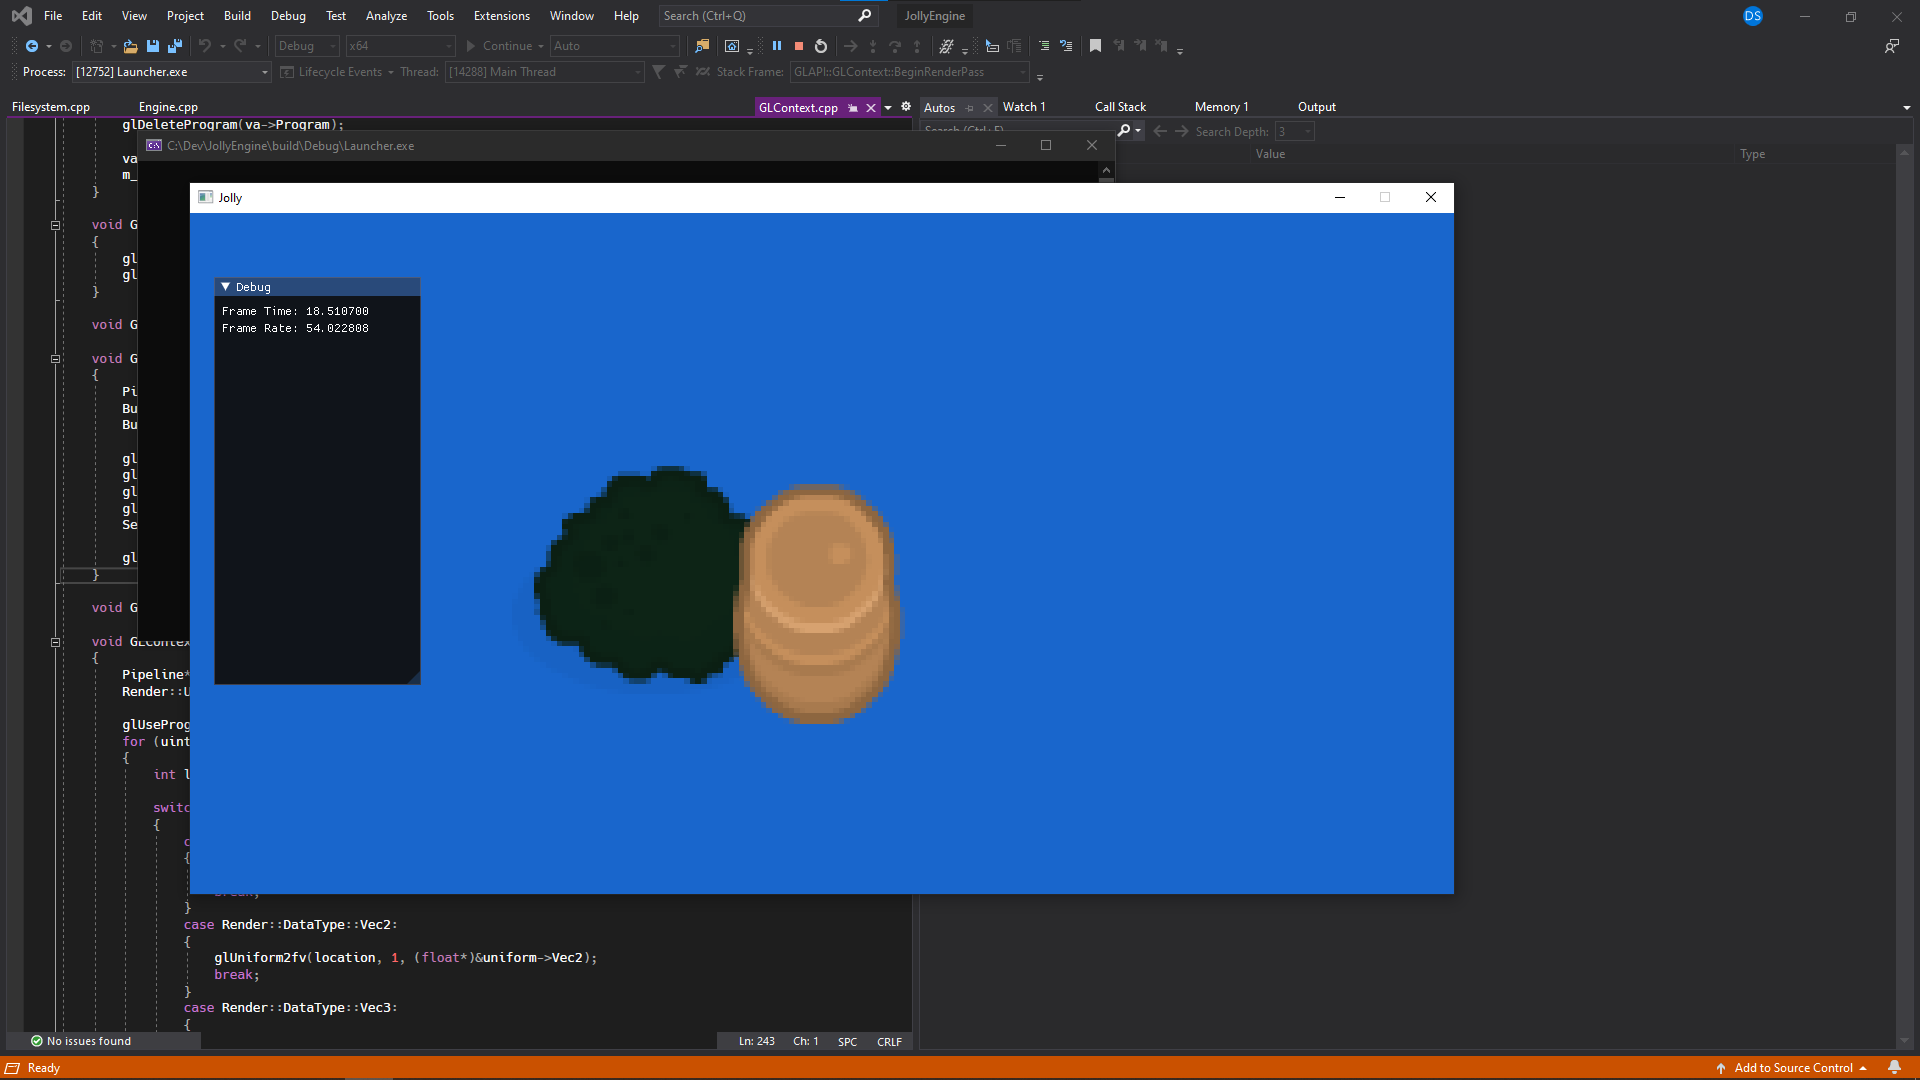 File Edit View Project Build Debug Test Analyze Tools Extensions Window Help Search (Ctrl+Q) JollyEngine DS
Debug x64 Continue Auto
Process: [12752] Launcher.exe Lifecycle Events Thread: [14288] Main Thread Stack Frame: GLAPI::GLContext::BeginRenderPass
Filesystem.cpp Engine.cpp GLContext.cpp Autos Watch 1 Call Stack Memory 1 Output
glDeleteProgram(va->Program);
Search (Ctrl+E) Search Depth: 3
C:\Dev\JollyEngine\build\Debug\Launcher.exe
Value Type
va
m_
}
Jolly
void G
{
gl
gl
}
Debug
Frame Time: 18.510700
Frame Rate: 54.022808
void G
void G
{
Pi
Bu
Bu
gl
gl
gl
gl
Se
gl
}
void G
void GLContex
{
Pipeline*
Render::U
glUseProg
for (uint
{
int l
switc
{
c
{
break;
}
case Render::DataType::Vec2:
{
glUniform2fv(location, 1, (float*)&uniform->Vec2);
break;
}
case Render::DataType::Vec3:
{
No issues found Ln: 243 Ch: 1 SPC CRLF
Ready Add to Source Control